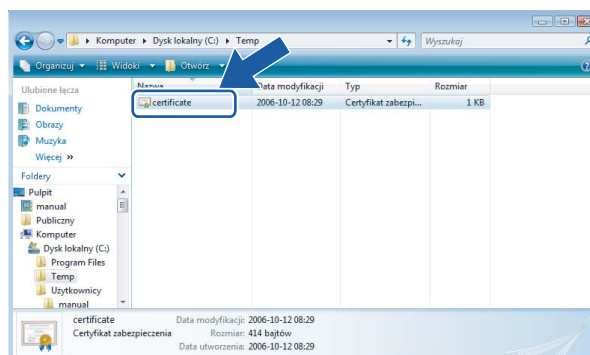 Komputer Dysk lokalny (C:) Temp Wyszukaj
Organizuj Widoki Otwórz
Ulubione łącza
Dokumenty
Obrazy
Muzyka
Więcej »
Foldery
Pulpit
manual
Publiczny
Komputer
Dysk lokalny (C:)
Program Files
Temp
Użytkownicy
manual
Nazwa Data modyfikacji Typ Rozmiar
certificate 2006-10-12 08:29 Certyfikat zabezpi... 1 KB
certificate Data modyfikacji: 2006-10-12 08:29
Certyfikat zabezpieczenia Rozmiar: 414 bajtów
Data utworzenia: 2006-10-12 08:29